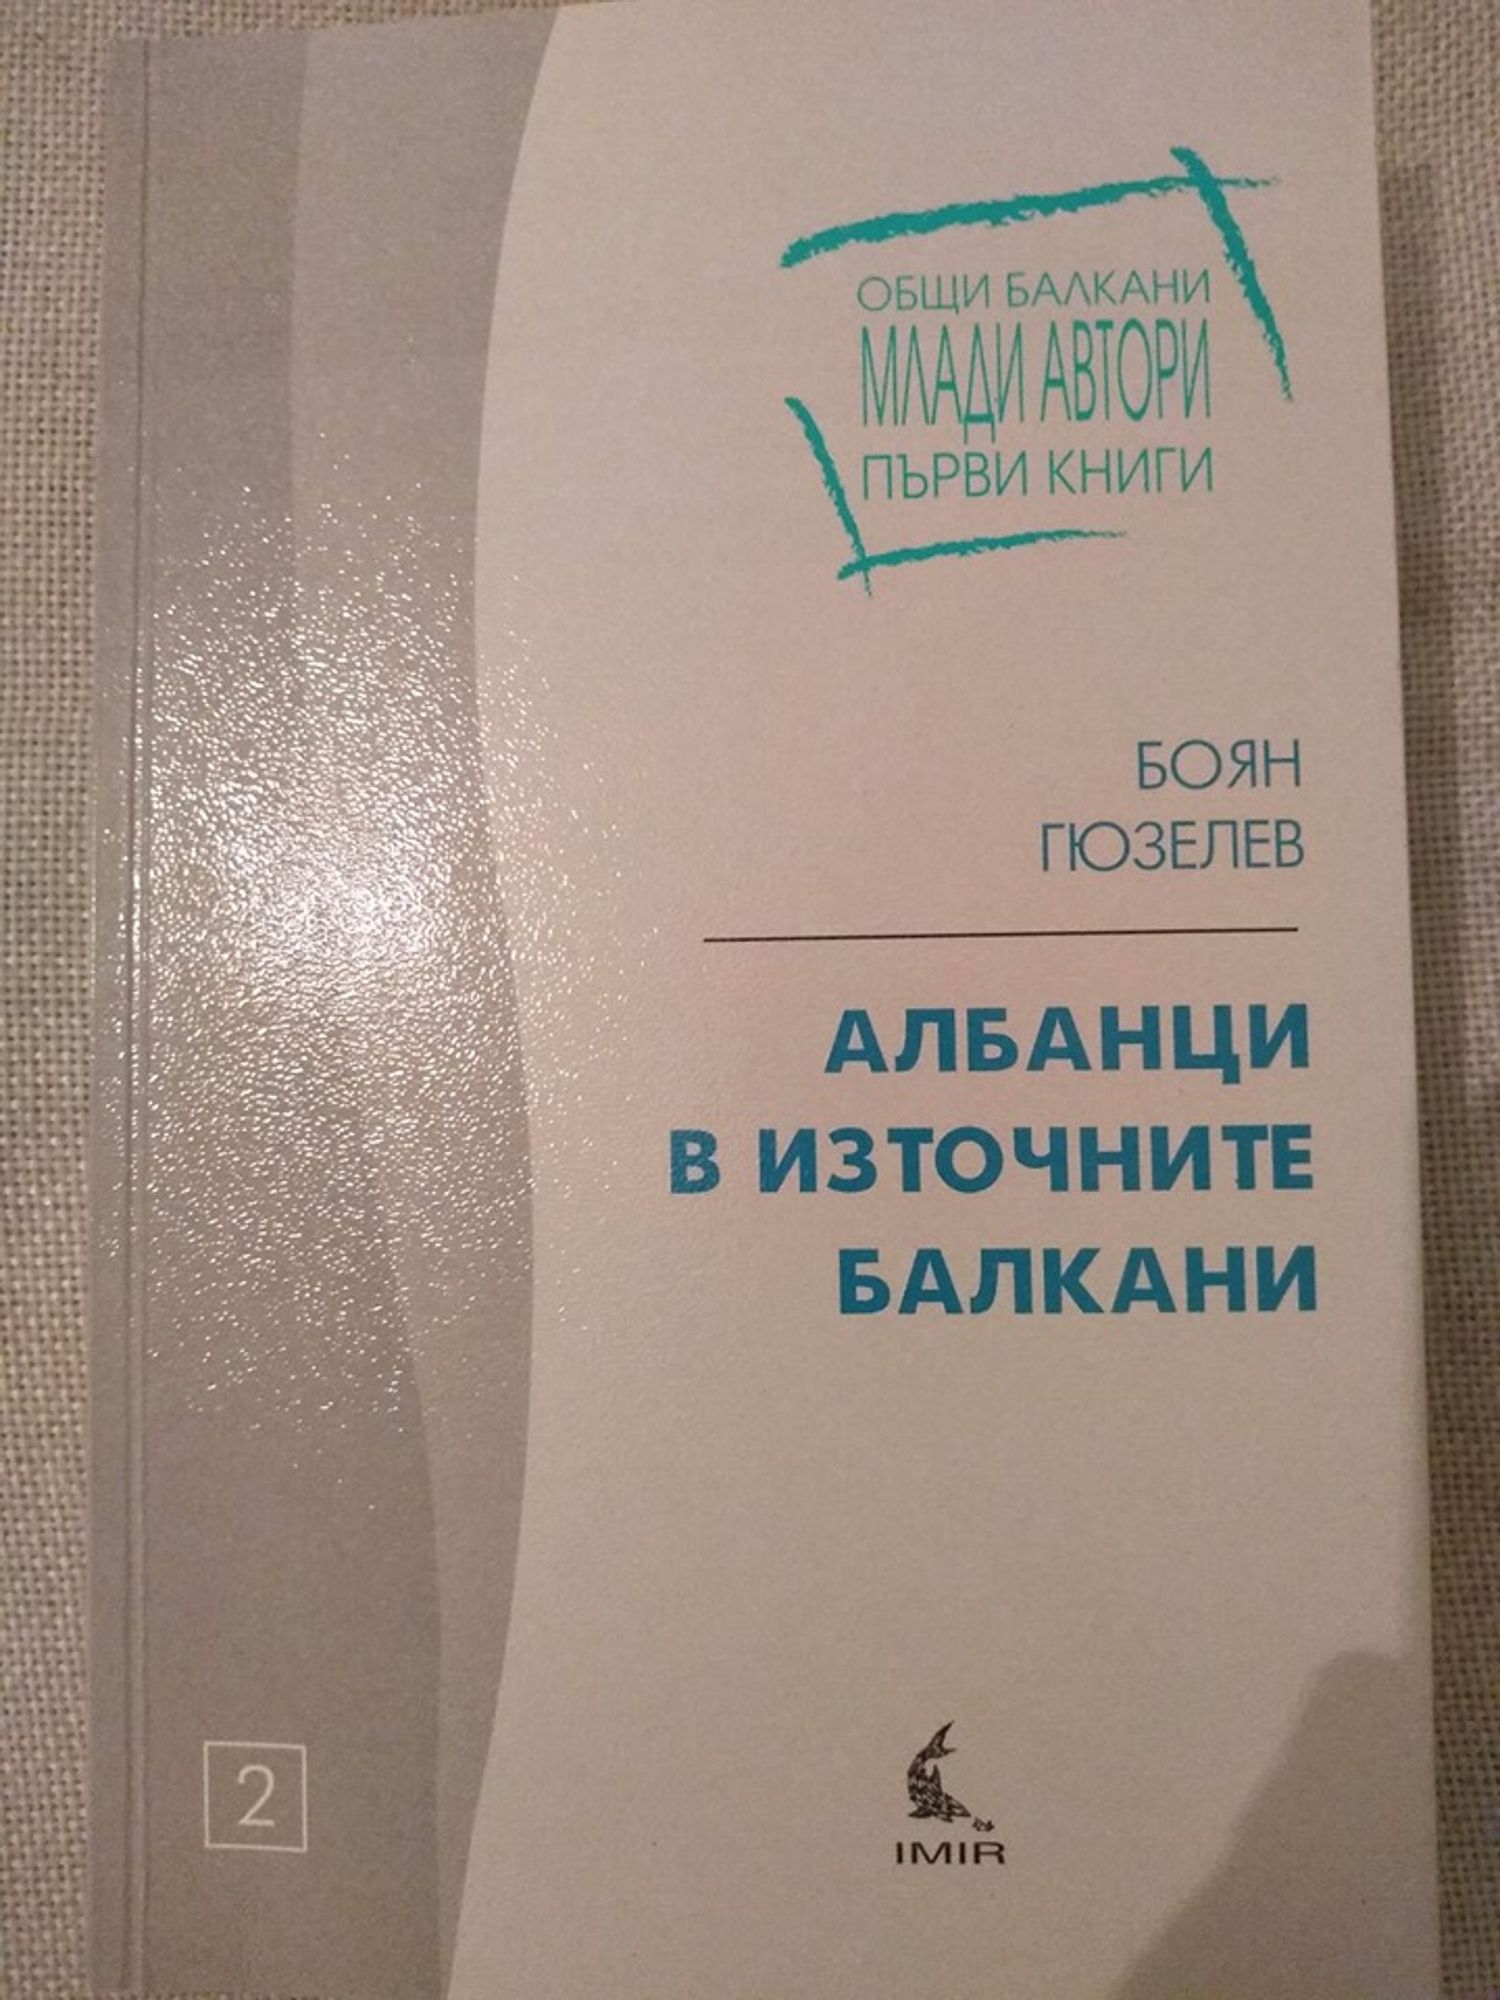 ОБЩИ БАЛКАНИ
МЛАДИ АВТОРИ
ПЪРВИ КНИГИ
БОЯН
ГЮЗЕЛЕВ
АЛБАНЦИ
В ИЗТОЧНИТЕ
БАЛКАНИ
2
IMIR